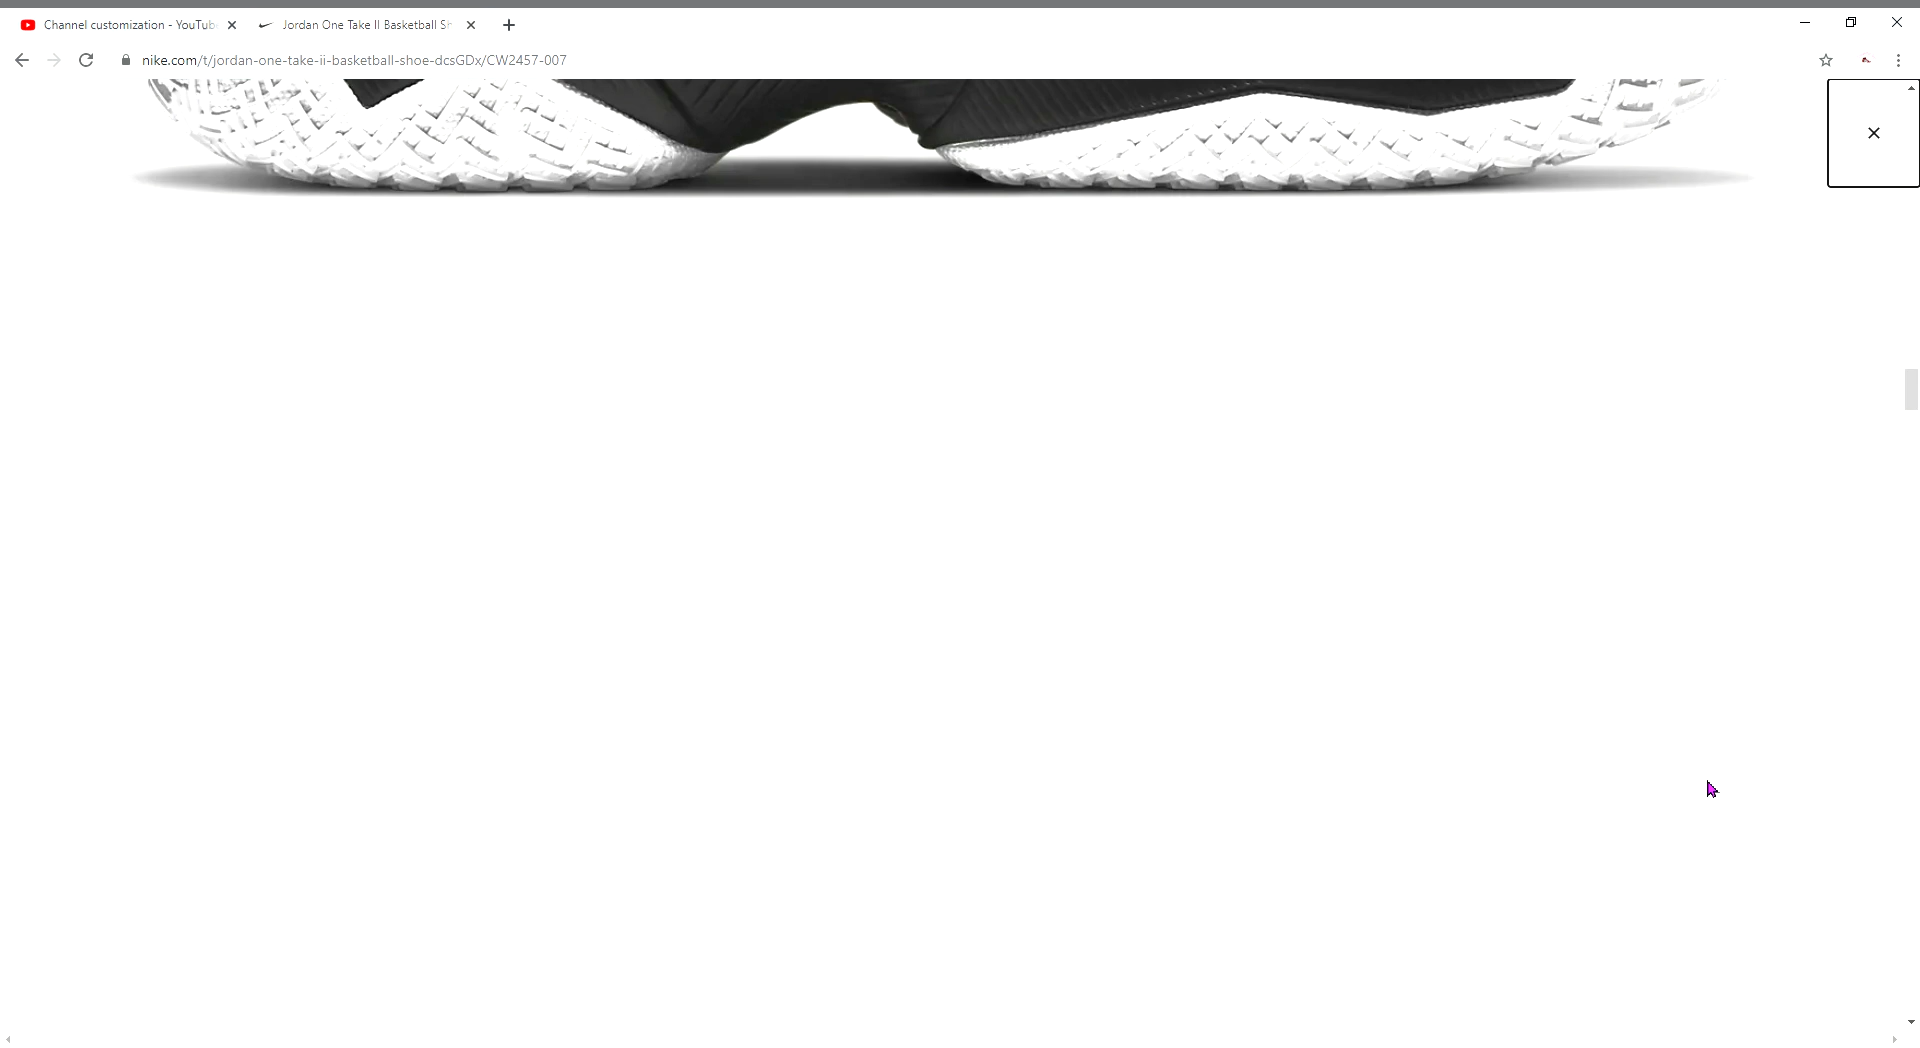 Channel customization - YouTub
Jordan One Take II Basketball Sh
nike.com/t/jordan-one-take-ii-basketball-shoe-dcsGDx/CW2457-007